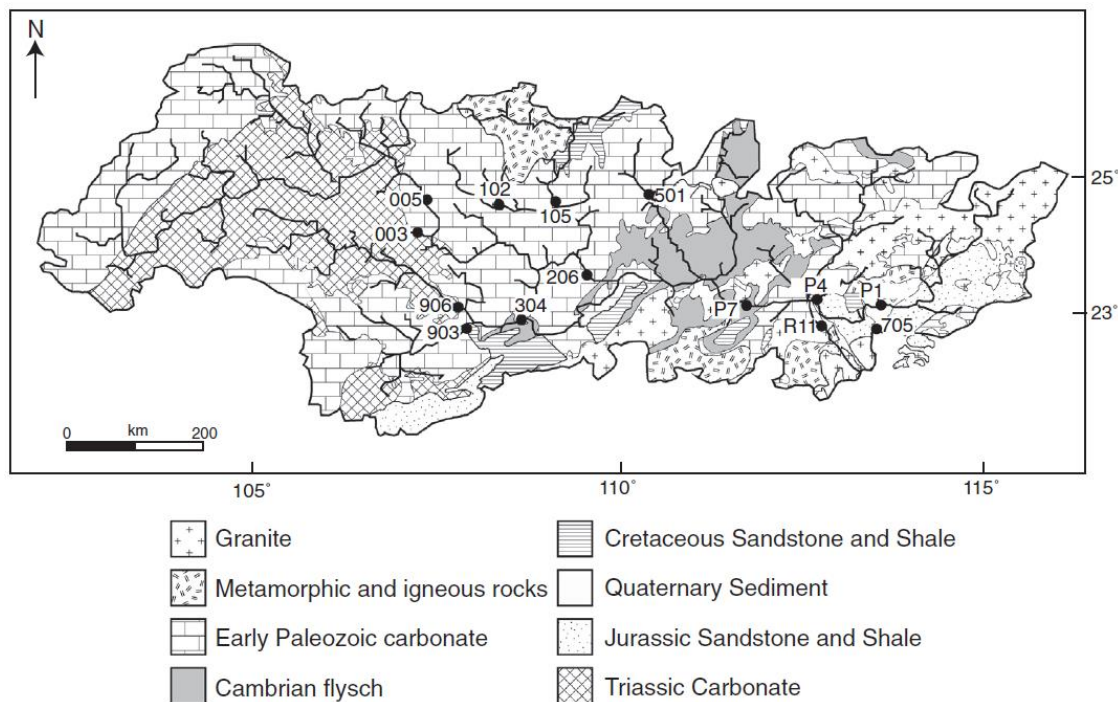 N
25°
23°
005
102
105
501
003
206
906
304
903
P7
P4
P1
R11
705
0 km 200
105° 110° 115°
Granite
Metamorphic and igneous rocks
Early Paleozoic carbonate
Cambrian flysch
Cretaceous Sandstone and Shale
Quaternary Sediment
Jurassic Sandstone and Shale
Triassic Carbonate